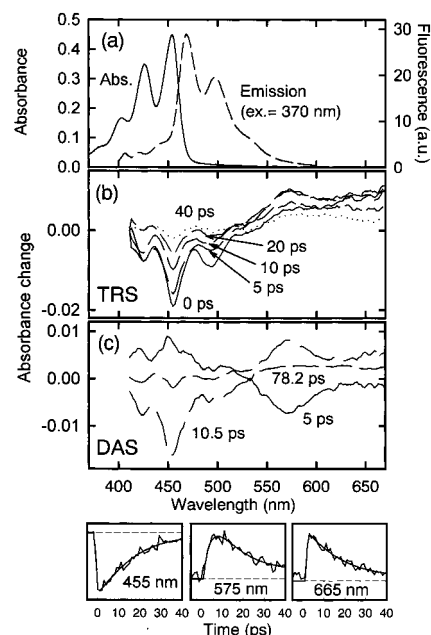 (a)
Abs.
Emission
(ex.= 370 nm)
Absorbance
0.5
0.4
0.3
0.2
0.1
0.0
Fluorescence (a.u.)
30
20
10
0
(b)
40 ps
20 ps
10 ps
5 ps
0 ps
TRS
0.00
-0.02
Absorbance change
(c)
78.2 ps
5 ps
10.5 ps
DAS
0.01
0.00
-0.01
400 450 500 550 600 650
Wavelength (nm)
455 nm
575 nm
665 nm
0 10 20 30 40 0 10 20 30 40 0 10 20 30 40
Time (ps)